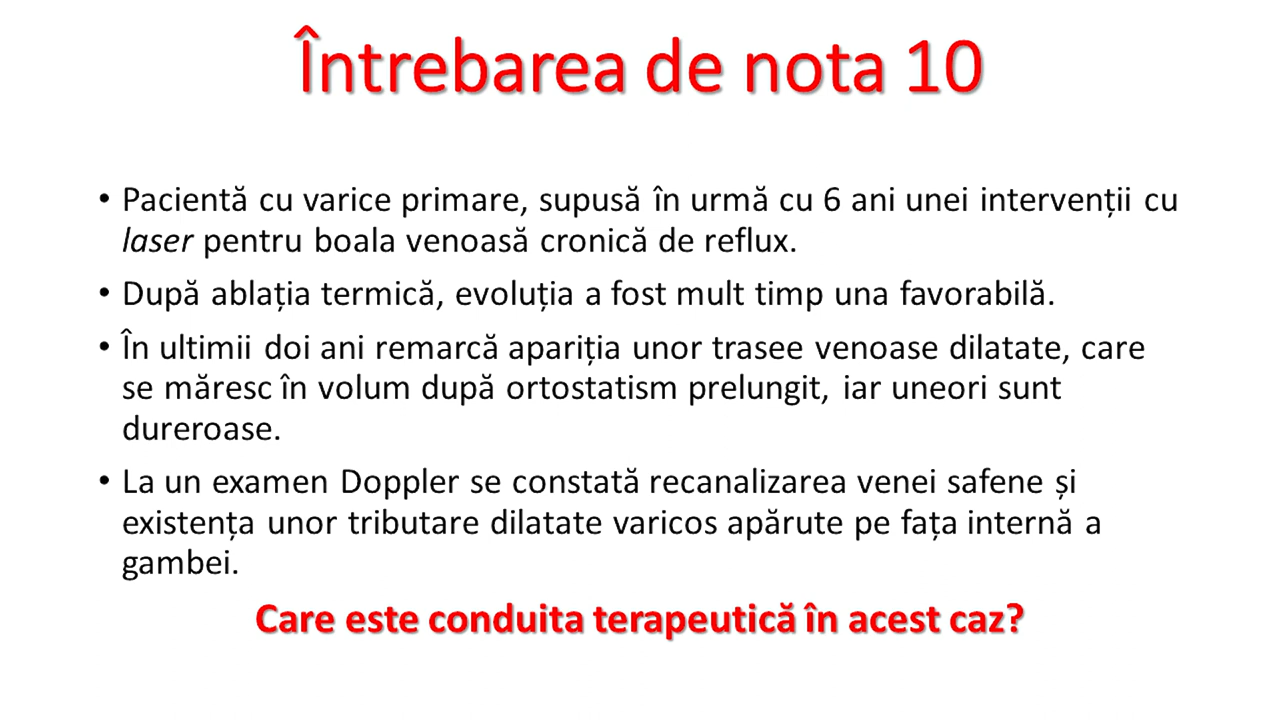 Întrebarea de nota 10
• Pacientă cu varice primare, supusă în urmă cu 6 ani unei intervenții cu
laser pentru boala venoasă cronică de reflux.
• După ablația termică, evoluția a fost mult timp una favorabilă.
• În ultimii doi ani remarcă apariția unor trasee venoase dilatate, care
se măresc în volum după ortostatism prelungit, iar uneori sunt
dureroase.
• La un examen Doppler se constată recanalizarea venei safene și
existența unor tributare dilatate varicos apărute pe fața internă a
gambei.
Care este conduita terapeutică în acest caz?